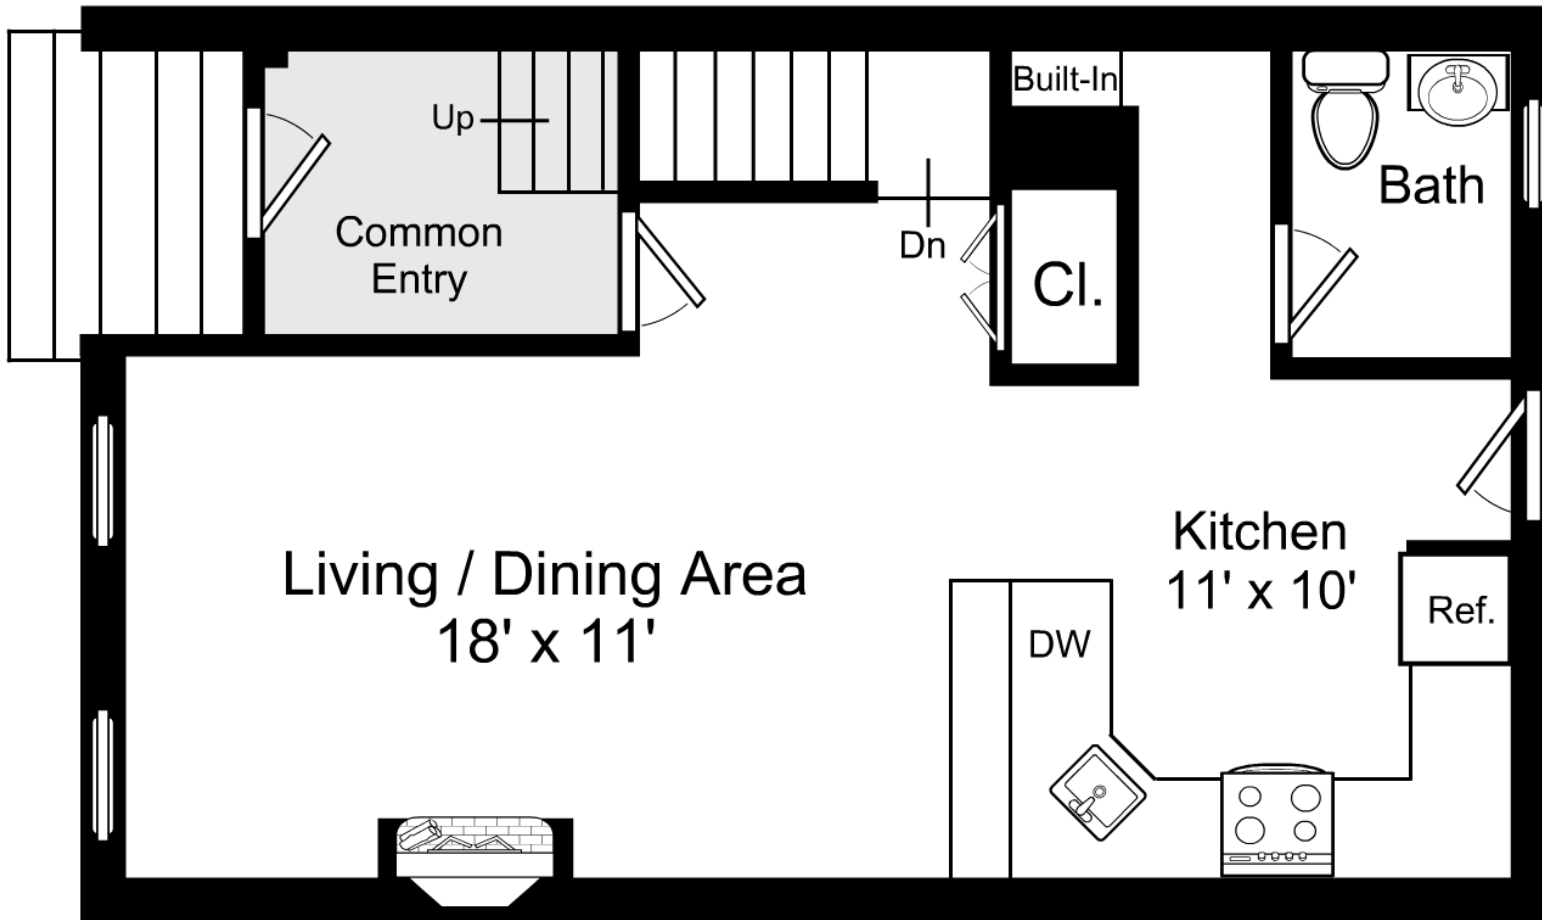 Built-In
Up
Bath
Common
Entry
Dn
Cl.
Kitchen
11' x 10'
Living / Dining Area
18' x 11'
Ref.
DW